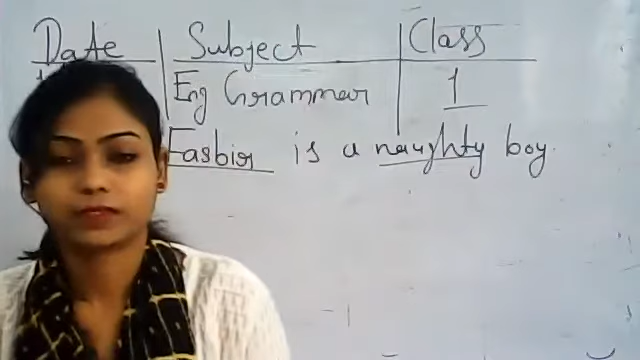 Date Subject Class
Eng Grammar 1
Fasbir is a naughty boy.